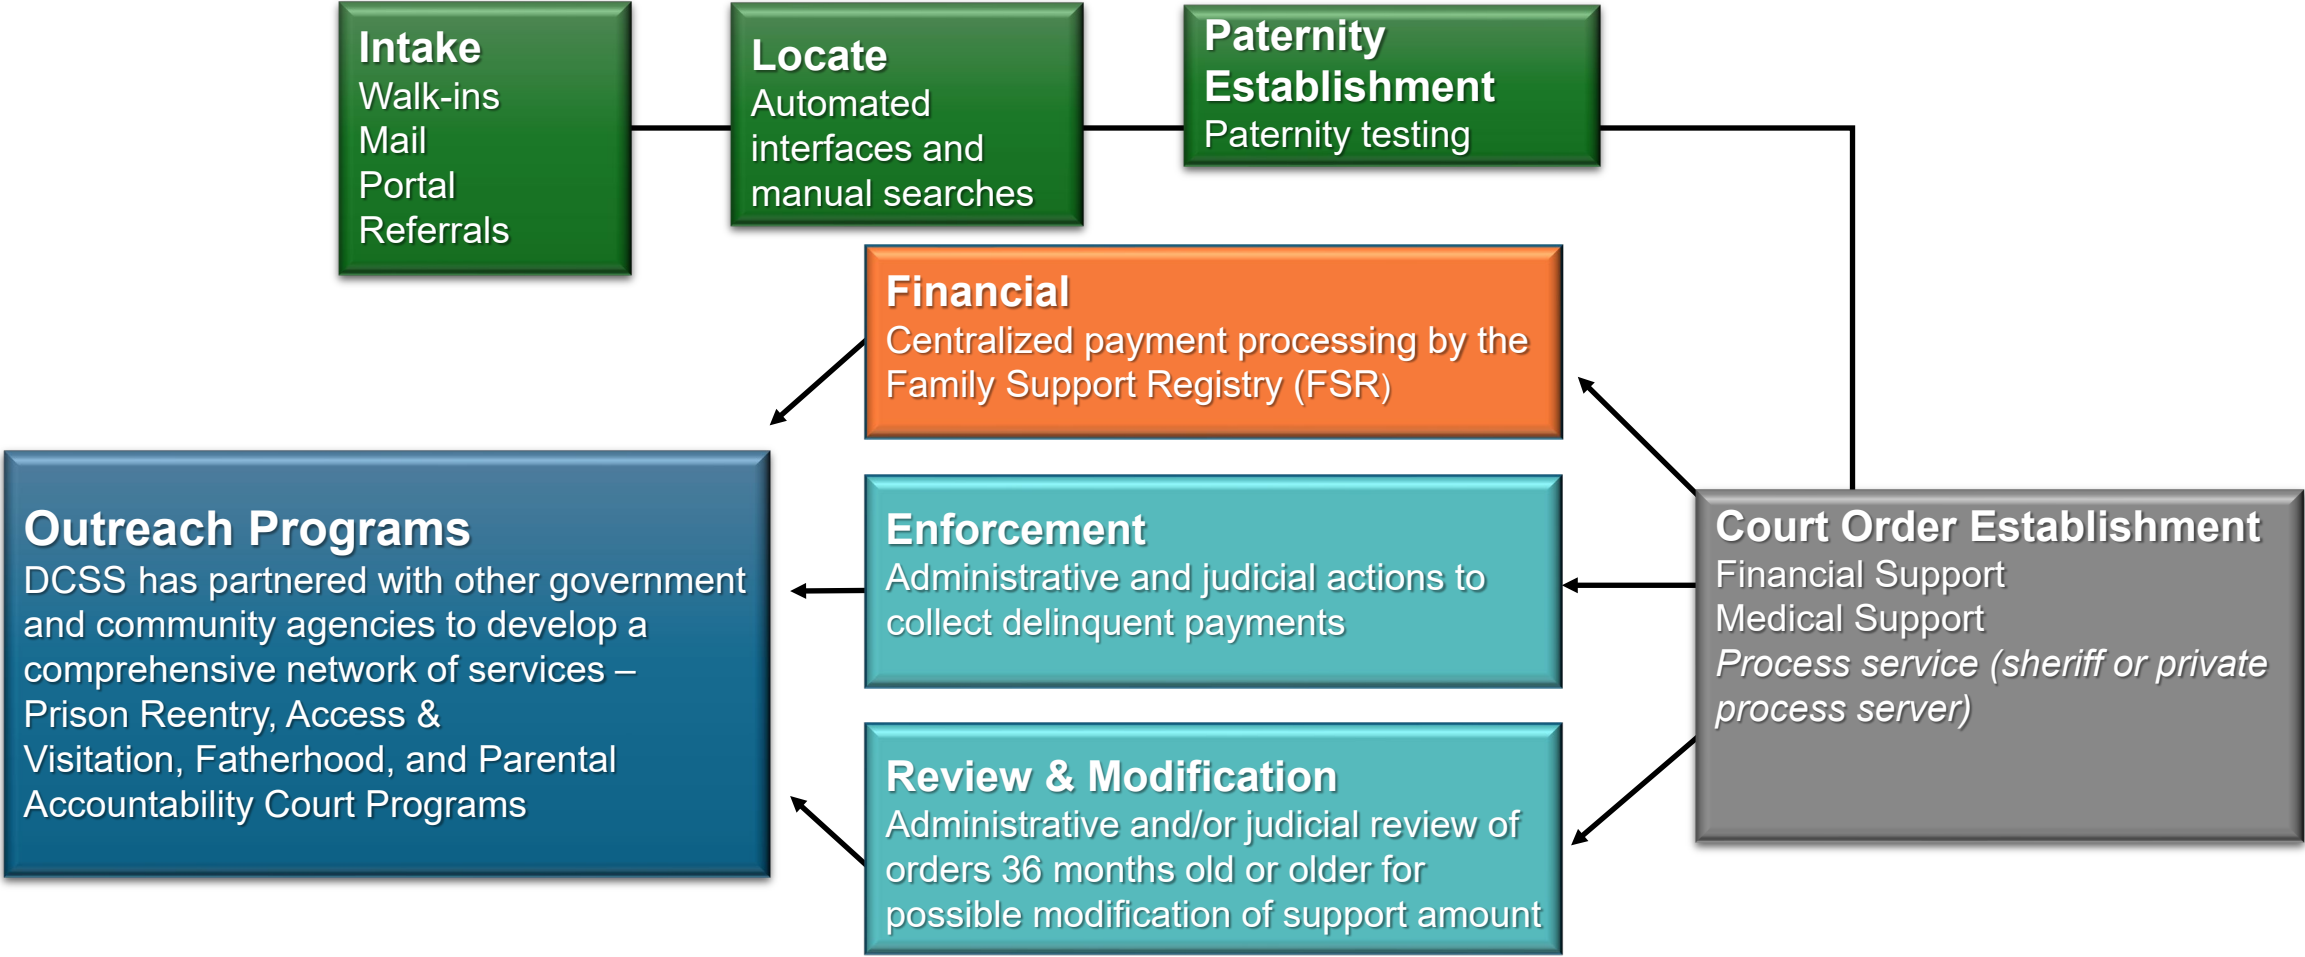 Intake
Walk-ins
Mail
Portal
Referrals
Locate
Automated
interfaces and
manual searches
Paternity
Establishment
Paternity testing
Financial
Centralized payment processing by the
Family Support Registry (FSR)
Outreach Programs
DCSS has partnered with other government
and community agencies to develop a
comprehensive network of services –
Prison Reentry, Access &
Visitation, Fatherhood, and Parental
Accountability Court Programs
Enforcement
Administrative and judicial actions to
collect delinquent payments
Court Order Establishment
Financial Support
Medical Support
Process service (sheriff or private
process server)
Review & Modification
Administrative and/or judicial review of
orders 36 months old or older for
possible modification of support amount